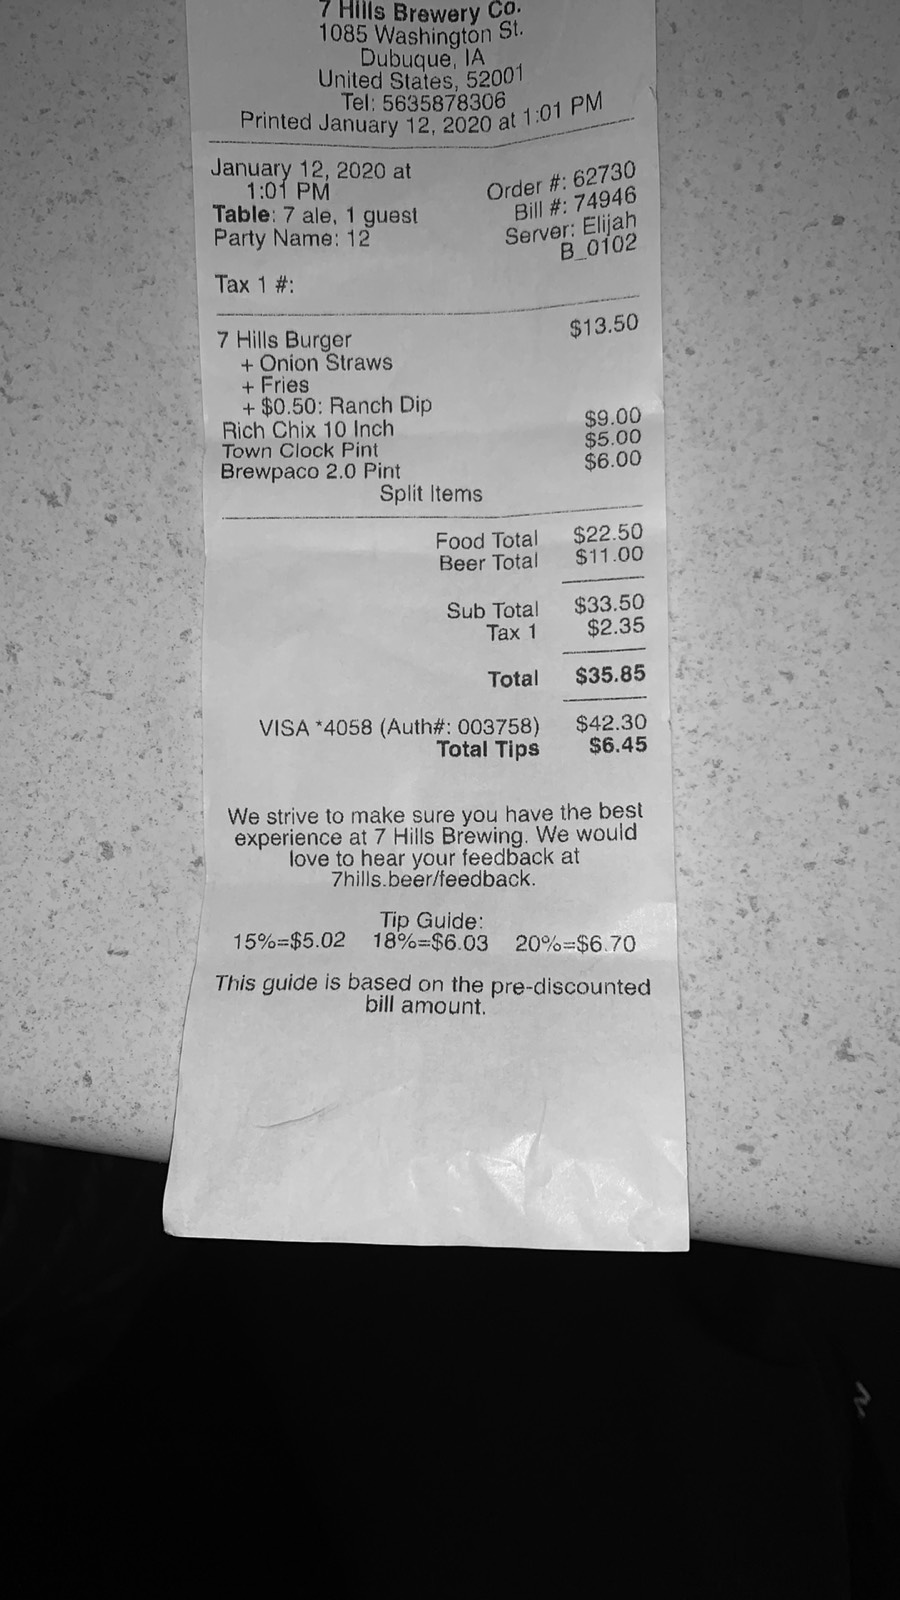 7 Hills Brewery Co.
1085 Washington St.
Dubuque, IA
United States, 52001
Tel: 5635878306
Printed January 12, 2020 at 1:01 PM
January 12, 2020 at
1:01 PM
Order #: 62730
Bill #: 74946
Table: 7 ale, 1 guest
Server: Elijah
Party Name: 12
B_0102
Tax 1 #:
7 Hills Burger $13.50
+ Onion Straws
+ Fries
+ $0.50: Ranch Dip
Rich Chix 10 Inch $9.00
Town Clock Pint $5.00
Brewpaco 2.0 Pint $6.00
Split Items
Food Total $22.50
Beer Total $11.00
Sub Total $33.50
Tax 1 $2.35
Total $35.85
VISA *4058 (Auth#: 003758) $42.30
Total Tips $6.45
We strive to make sure you have the best
experience at 7 Hills Brewing. We would
love to hear your feedback at
7hills.beer/feedback.
Tip Guide:
15%=$5.02 18%=$6.03 20%=$6.70
This guide is based on the pre-discounted
bill amount.